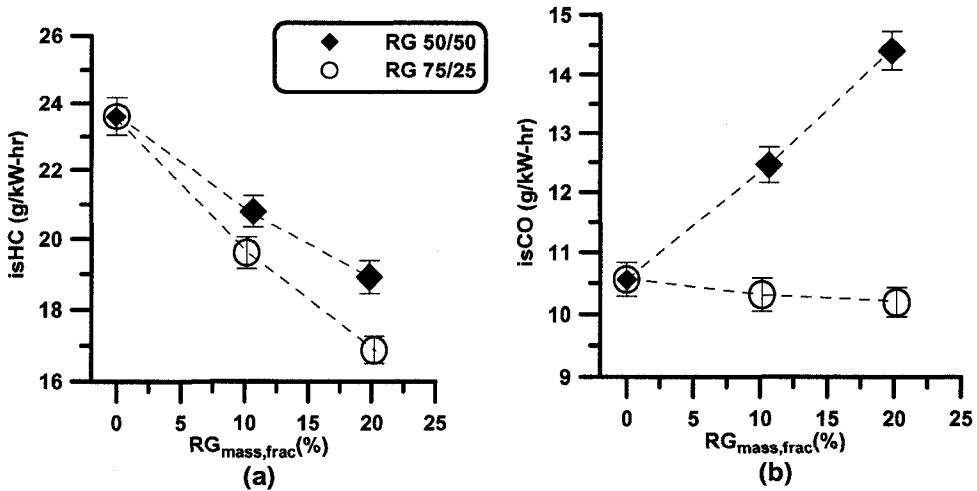 26
24
22
20
18
16
isHC (g/kW-hr)
RG 50/50
RG 75/25
0 5 10 15 20 25
RGmass,frac(%)
(a)
15
14
13
12
11
10
9
isCO (g/kW-hr)
0 5 10 15 20 25
RGmass,frac(%)
(b)